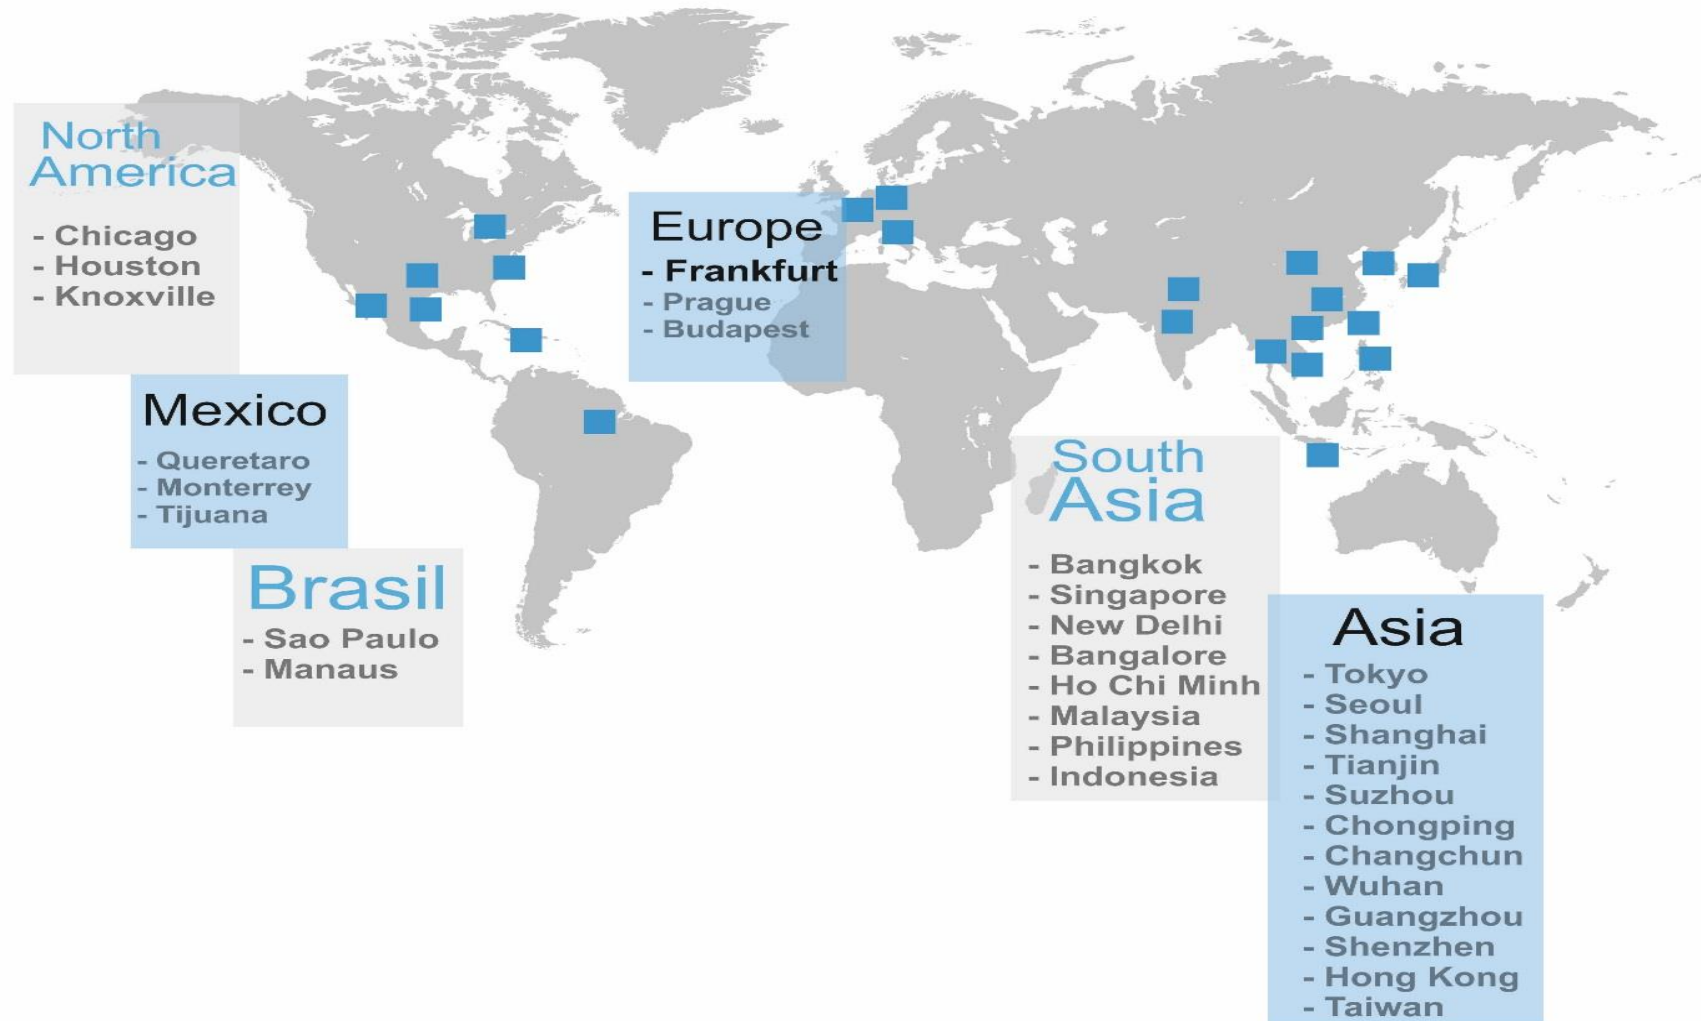 North
America
- Chicago
- Houston
- Knoxville
Mexico
- Queretaro
- Monterrey
- Tijuana
Brasil
- Sao Paulo
- Manaus
Europe
- Frankfurt
- Prague
- Budapest
South
Asia
- Bangkok
- Singapore
- New Delhi
- Bangalore
- Ho Chi Minh
- Malaysia
- Philippines
- Indonesia
Asia
- Tokyo
- Seoul
- Shanghai
- Tianjin
- Suzhou
- Chongping
- Changchun
- Wuhan
- Guangzhou
- Shenzhen
- Hong Kong
- Taiwan